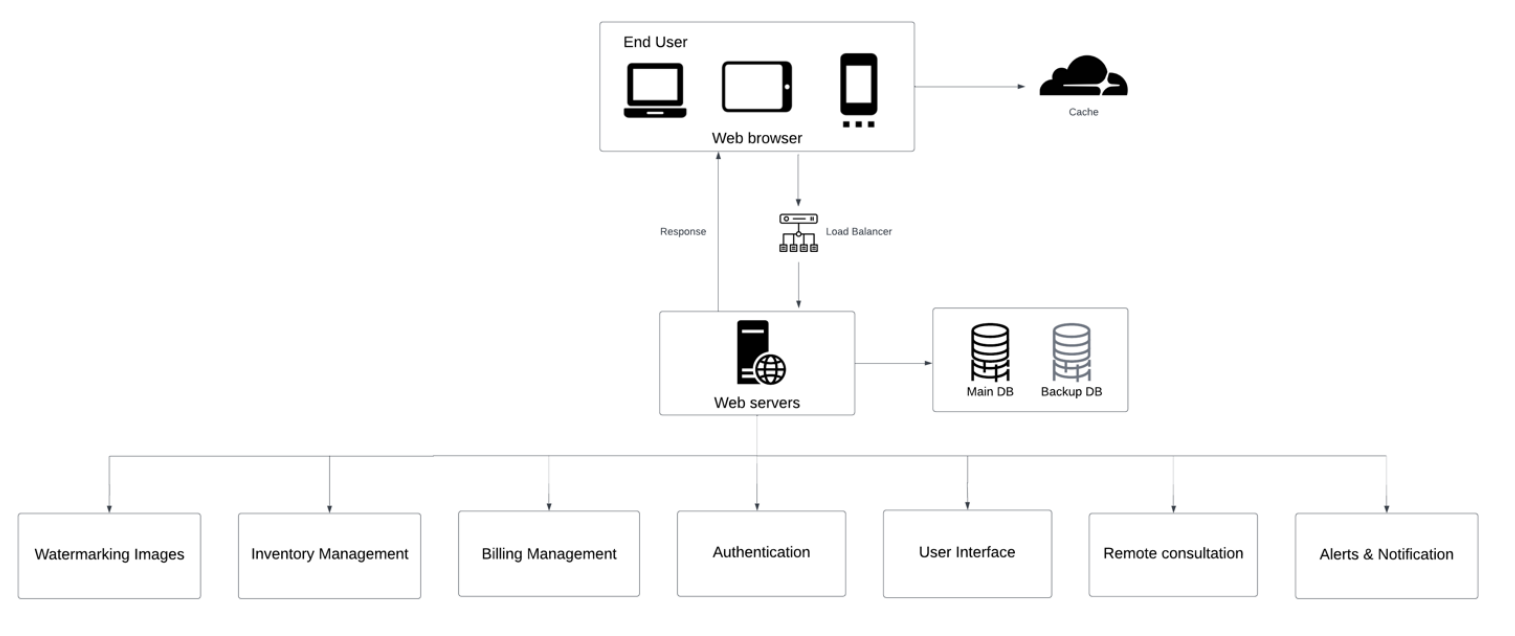 End User
Web browser
Cache
Response
Load Balancer
Web servers
Main DB
Backup DB
Watermarking Images
Inventory Management
Billing Management
Authentication
User Interface
Remote consultation
Alerts & Notification